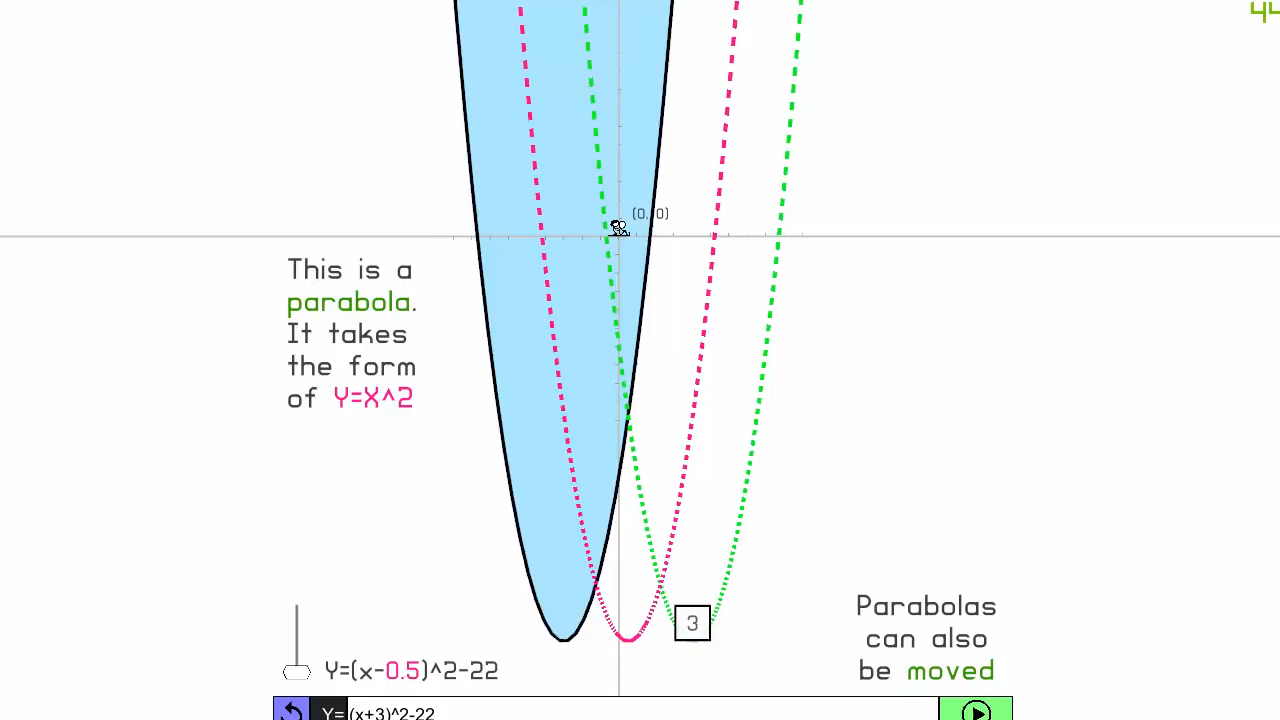 44
(0, 0)
This is a
parabola.
It takes
the form
of Y=X^2
3
Parabolas
can also
be moved
Y=(x-0.5)^2-22
Y= (x+3)^2-22